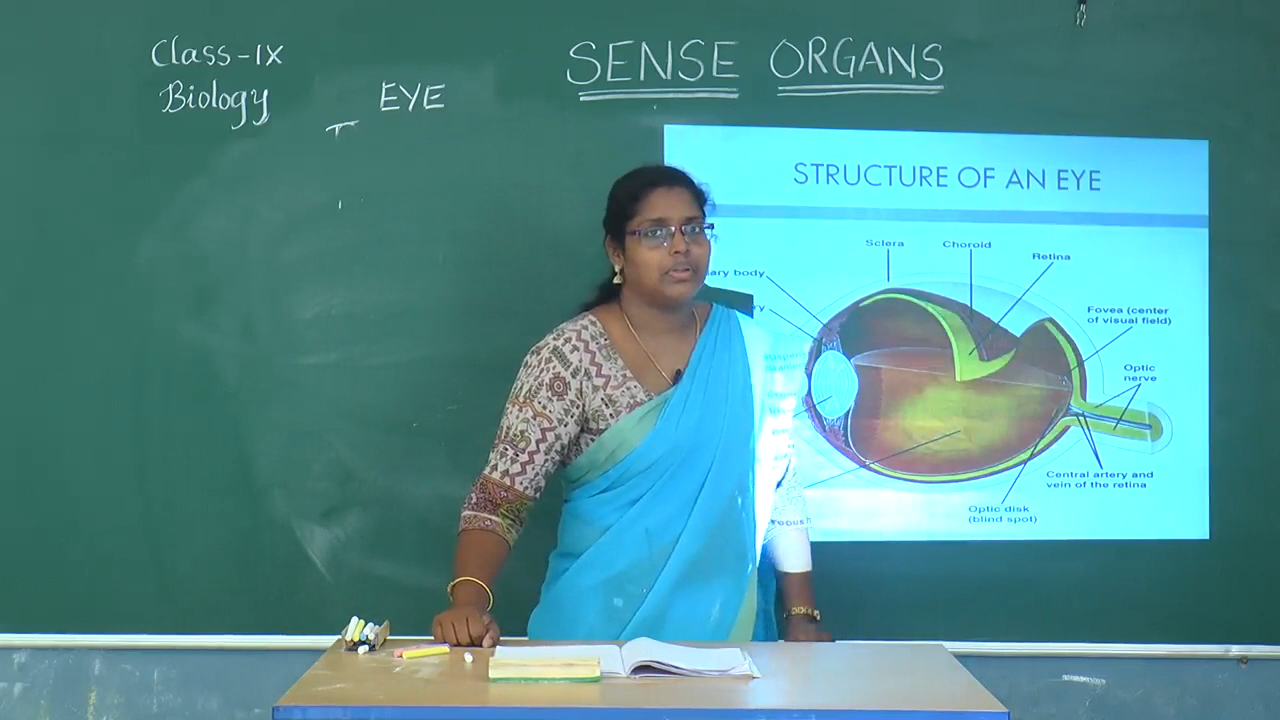 Class-IX
Biology
EYE
SENSE ORGANS
STRUCTURE OF AN EYE
Sclera
Choroid
Retina
body
Fovea (center
of visual field)
Optic
nerve
Central artery and
vein of the retina
Optic disk
(blind spot)